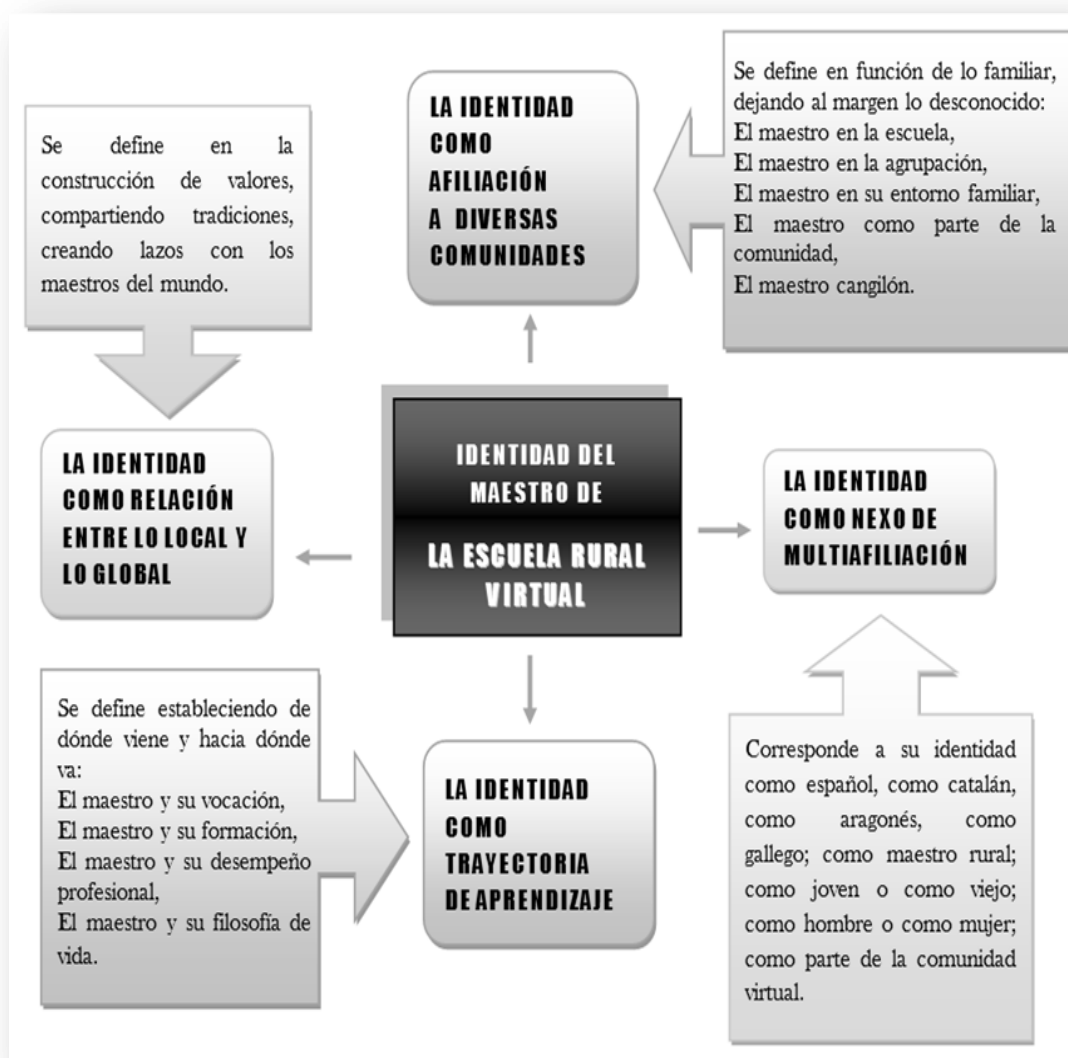 LA IDENTIDAD
COMO
AFILIACIÓN
A DIVERSAS
COMUNIDADES
Se define en función de lo familiar,
dejando al margen lo desconocido:
El maestro en la escuela,
El maestro en la agrupación,
El maestro en su entorno familiar,
El maestro como parte de la
comunidad,
El maestro cangilón.
Se define en la
construcción de valores,
compartiendo tradiciones,
creando lazos con los
maestros del mundo.
LA IDENTIDAD
COMO RELACIÓN
ENTRE LO LOCAL Y
LO GLOBAL
IDENTIDAD DEL
MAESTRO DE
LA ESCUELA RURAL
VIRTUAL
LA IDENTIDAD
COMO NEXO DE
MULTIAFILIACIÓN
Se define estableciendo de
dónde viene y hacia dónde
va:
El maestro y su vocación,
El maestro y su formación,
El maestro y su desempeño
profesional,
El maestro y su filosofía de
vida.
LA IDENTIDAD
COMO
TRAYECTORIA
DE APRENDIZAJE
Corresponde a su identidad
como español, como catalán,
como aragonés, como
gallego; como maestro rural;
como joven o como viejo;
como hombre o como mujer;
como parte de la comunidad
virtual.